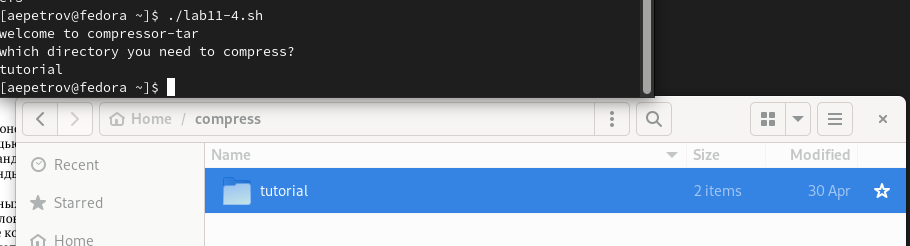 [aepetrov@fedora ~]$ ./lab11-4.sh
welcome to compressor-tar
which directory you need to compress?
tutorial
[aepetrov@fedora ~]$
Home / compress
Name Size Modified
Recent
tutorial 2 items 30 Apr
Starred
Home